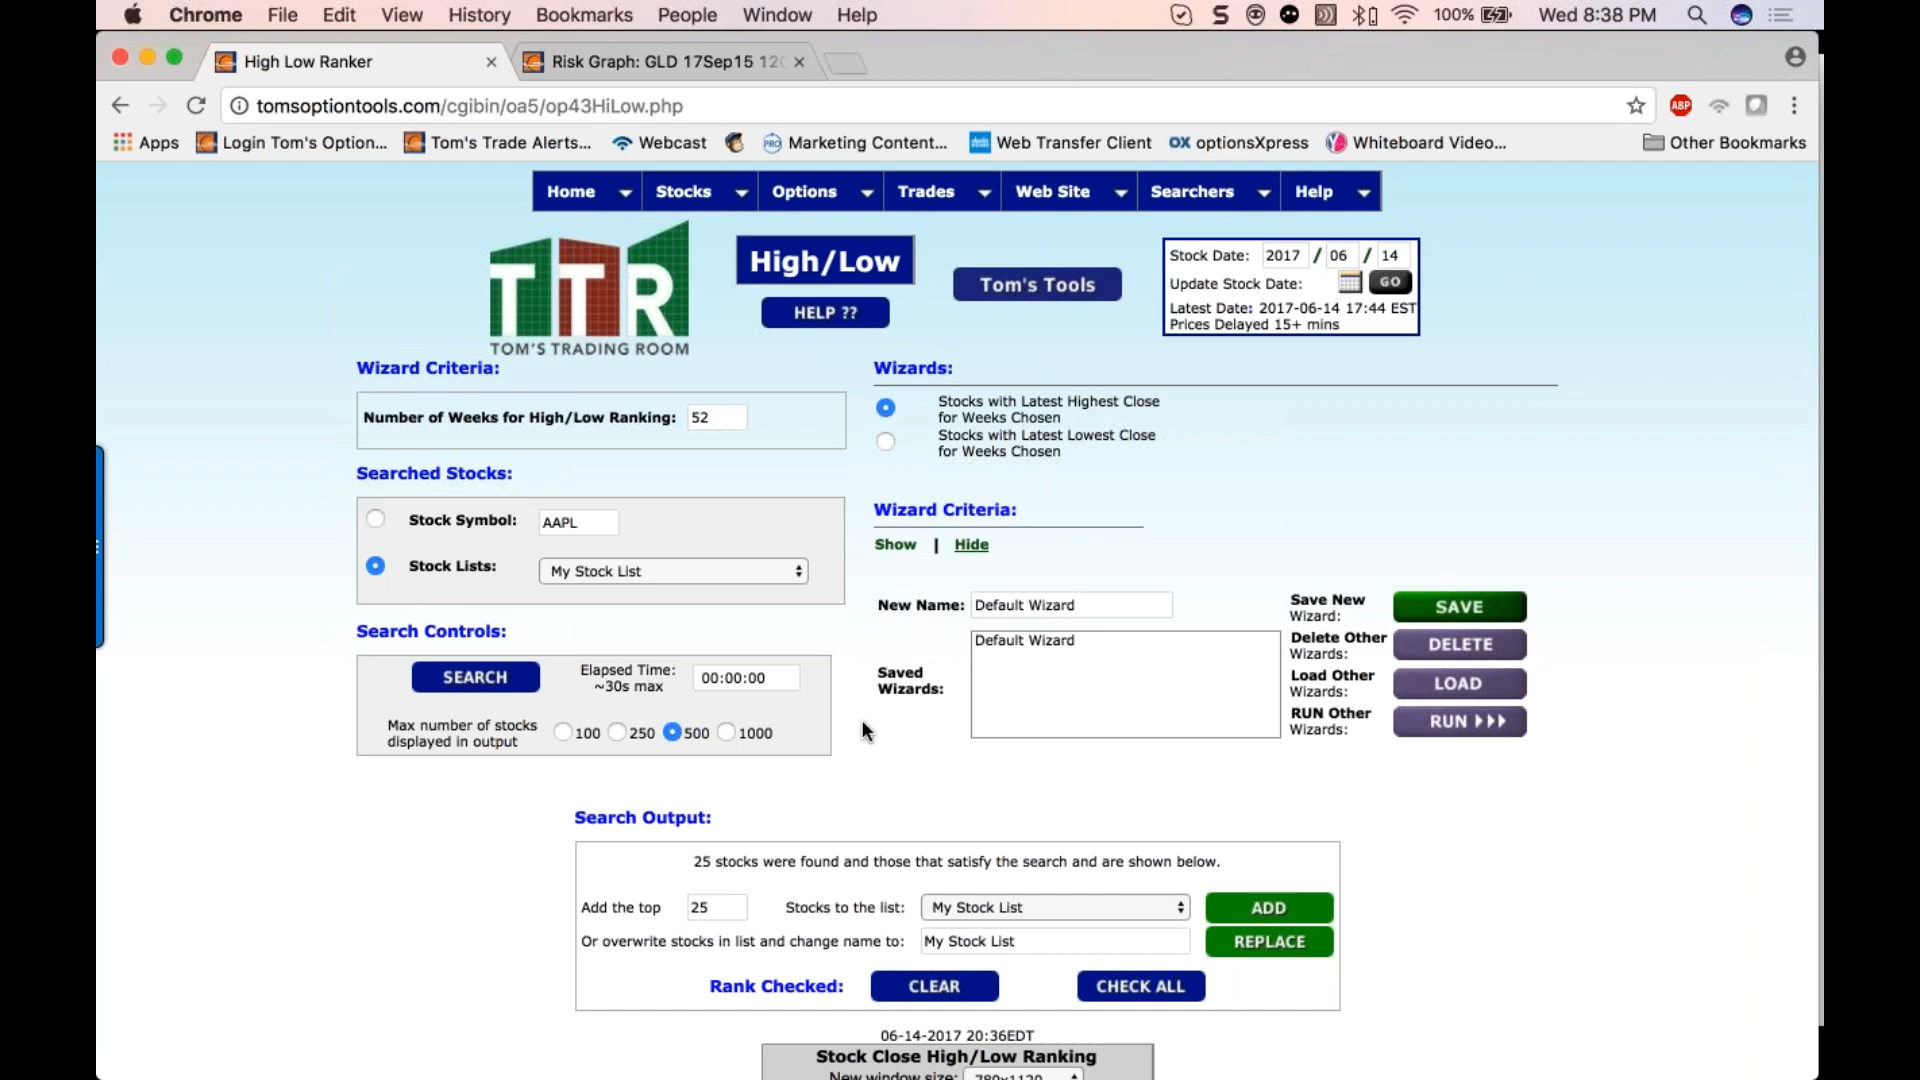 Chrome File Edit View History Bookmarks People Window Help 100% Wed 8:38 PM
High Low Ranker Risk Graph: GLD 17Sep15 120
tomsoptiontools.com/cgibin/oa5/op43HiLow.php ABP
Apps Login Tom's Option... Tom's Trade Alerts... Webcast PRO Marketing Content... Web Transfer Client OX optionsXpress Whiteboard Video... Other Bookmarks
Home Stocks Options Trades Web Site Searchers Help
TTR
TOM'S TRADING ROOM
High/Low
HELP ??
Tom's Tools
Stock Date: 2017 / 06 / 14
Update Stock Date: GO
Latest Date: 2017-06-14 17:44 EST
Prices Delayed 15+ mins
Wizard Criteria:
Number of Weeks for High/Low Ranking: 52
Searched Stocks:
Stock Symbol: AAPL
Stock Lists: My Stock List
Search Controls:
SEARCH Elapsed Time: 00:00:00
~30s max
Max number of stocks
displayed in output 100 250 500 1000
Wizards:
Stocks with Latest Highest Close
for Weeks Chosen
Stocks with Latest Lowest Close
for Weeks Chosen
Wizard Criteria:
Show | Hide
New Name: Default Wizard
Saved
Wizards:
Default Wizard
Save New
Wizard: SAVE
Delete Other
Wizards: DELETE
Load Other
Wizards: LOAD
RUN Other
Wizards: RUN
Search Output:
25 stocks were found and those that satisfy the search and are shown below.
Add the top 25 Stocks to the list: My Stock List ADD
Or overwrite stocks in list and change name to: My Stock List REPLACE
Rank Checked: CLEAR CHECK ALL
06-14-2017 20:36EDT
Stock Close High/Low Ranking
New window size: 780x1120